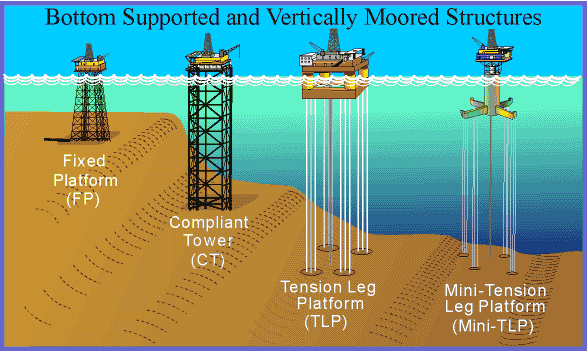 Bottom Supported and Vertically Moored Structures
Fixed
Platform
(FP)
Compliant
Tower
(CT)
Tension Leg
Platform
(TLP)
Mini-Tension
Leg Platform
(Mini-TLP)